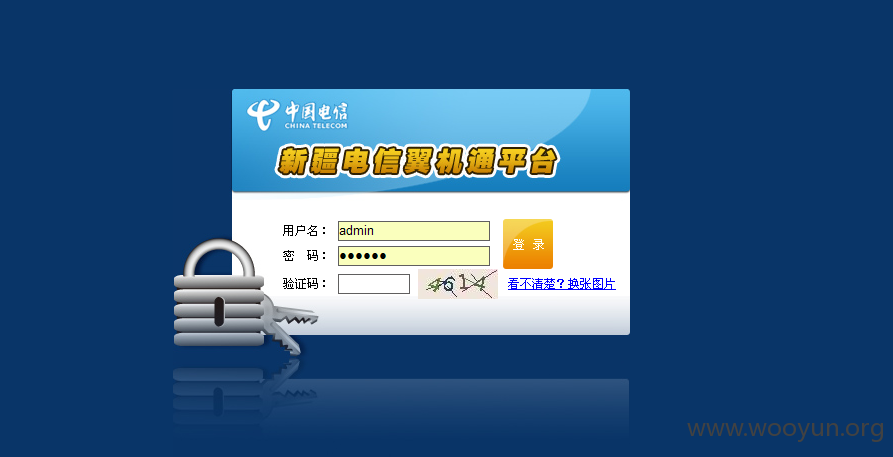 中国电信
CHINA TELECOM
新疆电信翼机通平台
用户名： admin
密 码： ●●●●●●
登 录
验证码： 4614 看不清楚？换张图片
www.wooyun.org